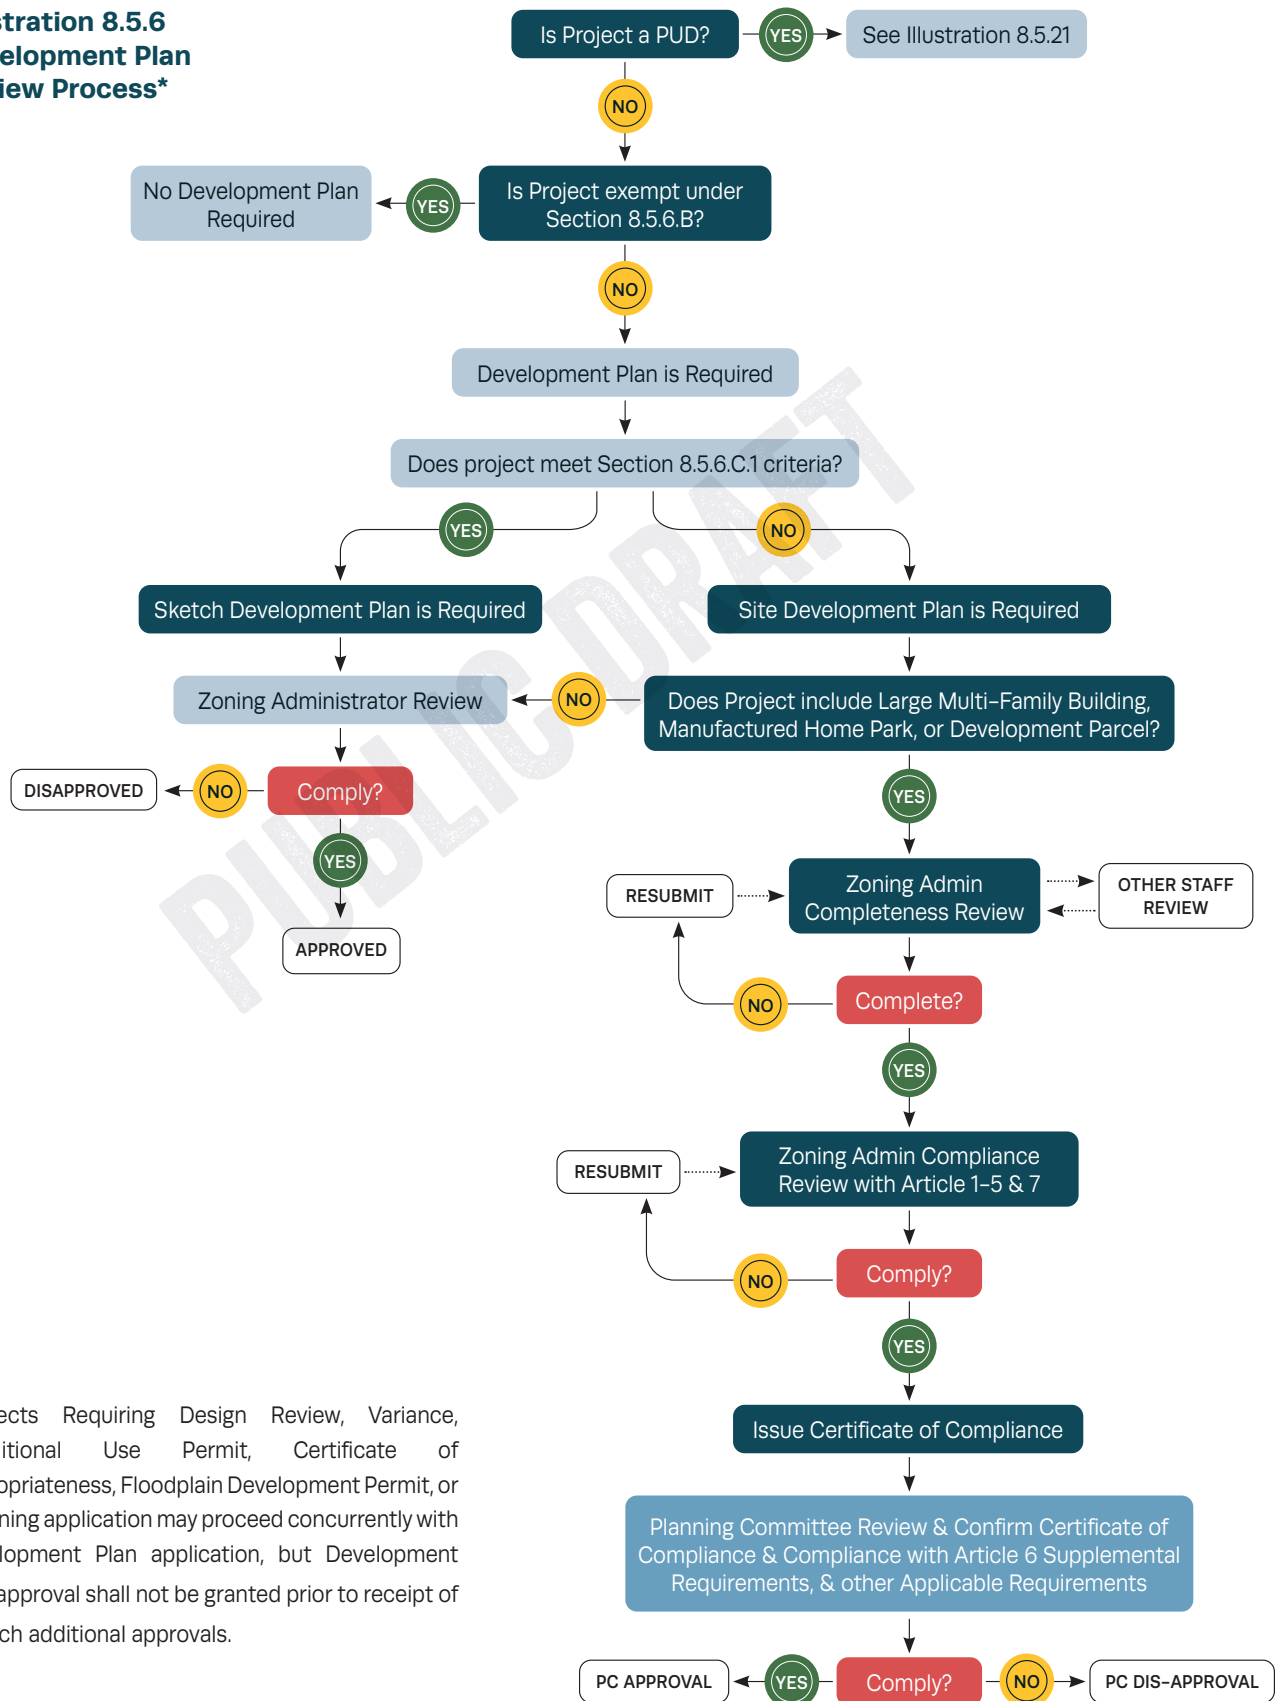 stration 8.5.6
elopment Plan
iew Process*
Is Project a PUD?
YES
See Illustration 8.5.21
NO
No Development Plan
Required
YES
Is Project exempt under
Section 8.5.6.B?
NO
Development Plan is Required
Does project meet Section 8.5.6.C.1 criteria?
YES
NO
Sketch Development Plan is Required
Site Development Plan is Required
Zoning Administrator Review
NO
Does Project include Large Multi-Family Building,
Manufactured Home Park, or Development Parcel?
DISAPPROVED
NO
Comply?
YES
YES
APPROVED
RESUBMIT
Zoning Admin
Completeness Review
OTHER STAFF
REVIEW
NO
Complete?
YES
RESUBMIT
Zoning Admin Compliance
Review with Article 1-5 & 7
NO
Comply?
YES
Issue Certificate of Compliance
Planning Committee Review & Confirm Certificate of
Compliance & Compliance with Article 6 Supplemental
Requirements, & other Applicable Requirements
PC APPROVAL
YES
Comply?
NO
PC DIS-APPROVAL
ects Requiring Design Review, Variance,
itional Use Permit, Certificate of
opriateness, Floodplain Development Permit, or
ning application may proceed concurrently with
lopment Plan application, but Development
approval shall not be granted prior to receipt of
ch additional approvals.
PUBLIC DRAFT